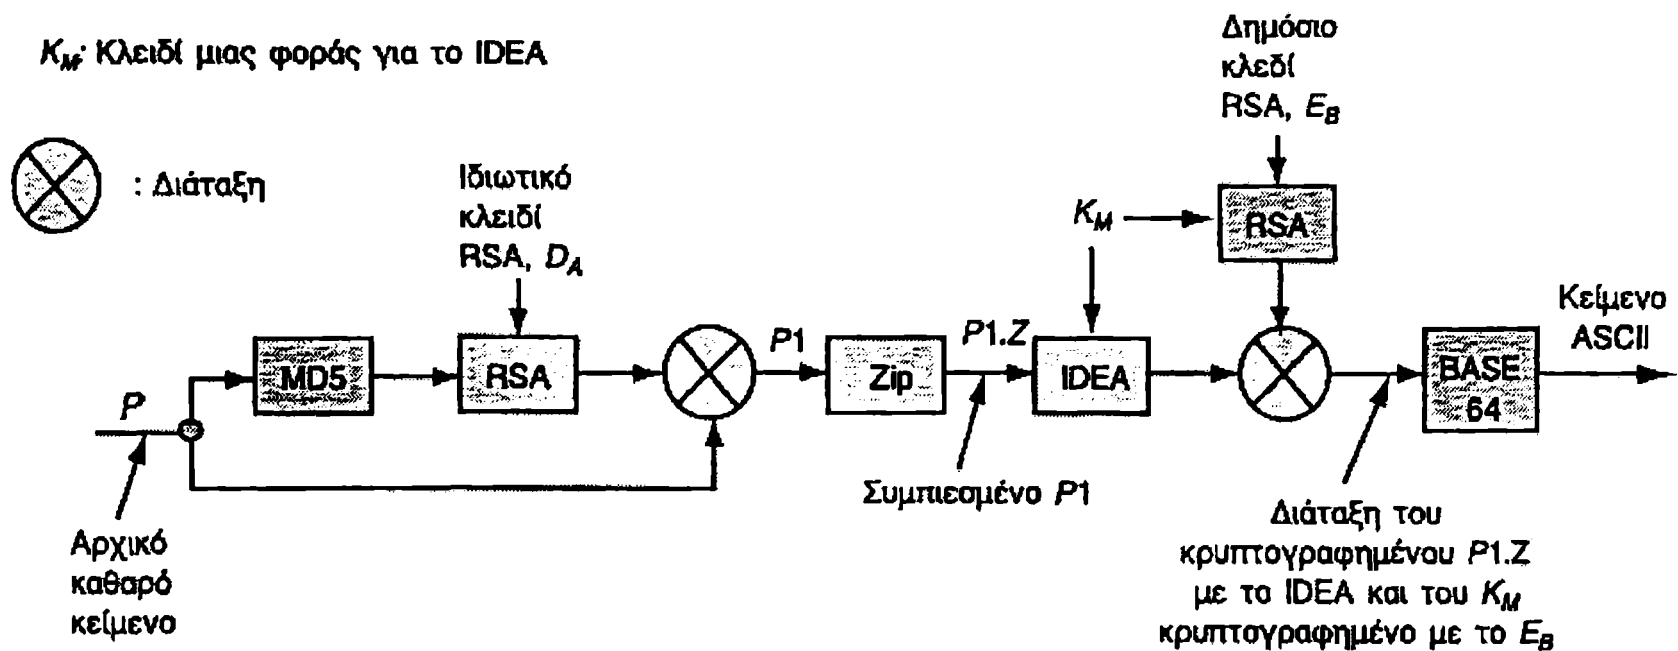 K_M: Κλειδί μιας φοράς για το IDEA
: Διάταξη
Ιδιωτικό
κλειδί
RSA, D_A
Δημόσιο
κλεδί
RSA, E_B
K_M
RSA
P
MD5
RSA
P1
Zip
P1.Z
IDEA
BASE
64
Κείμενο
ASCII
Αρχικό
καθαρό
κείμενο
Συμπιεσμένο P1
Διάταξη του
κρυπτογραφημένου P1.Z
με το IDEA και του K_M
κρυπτογραφημένο με το E_B